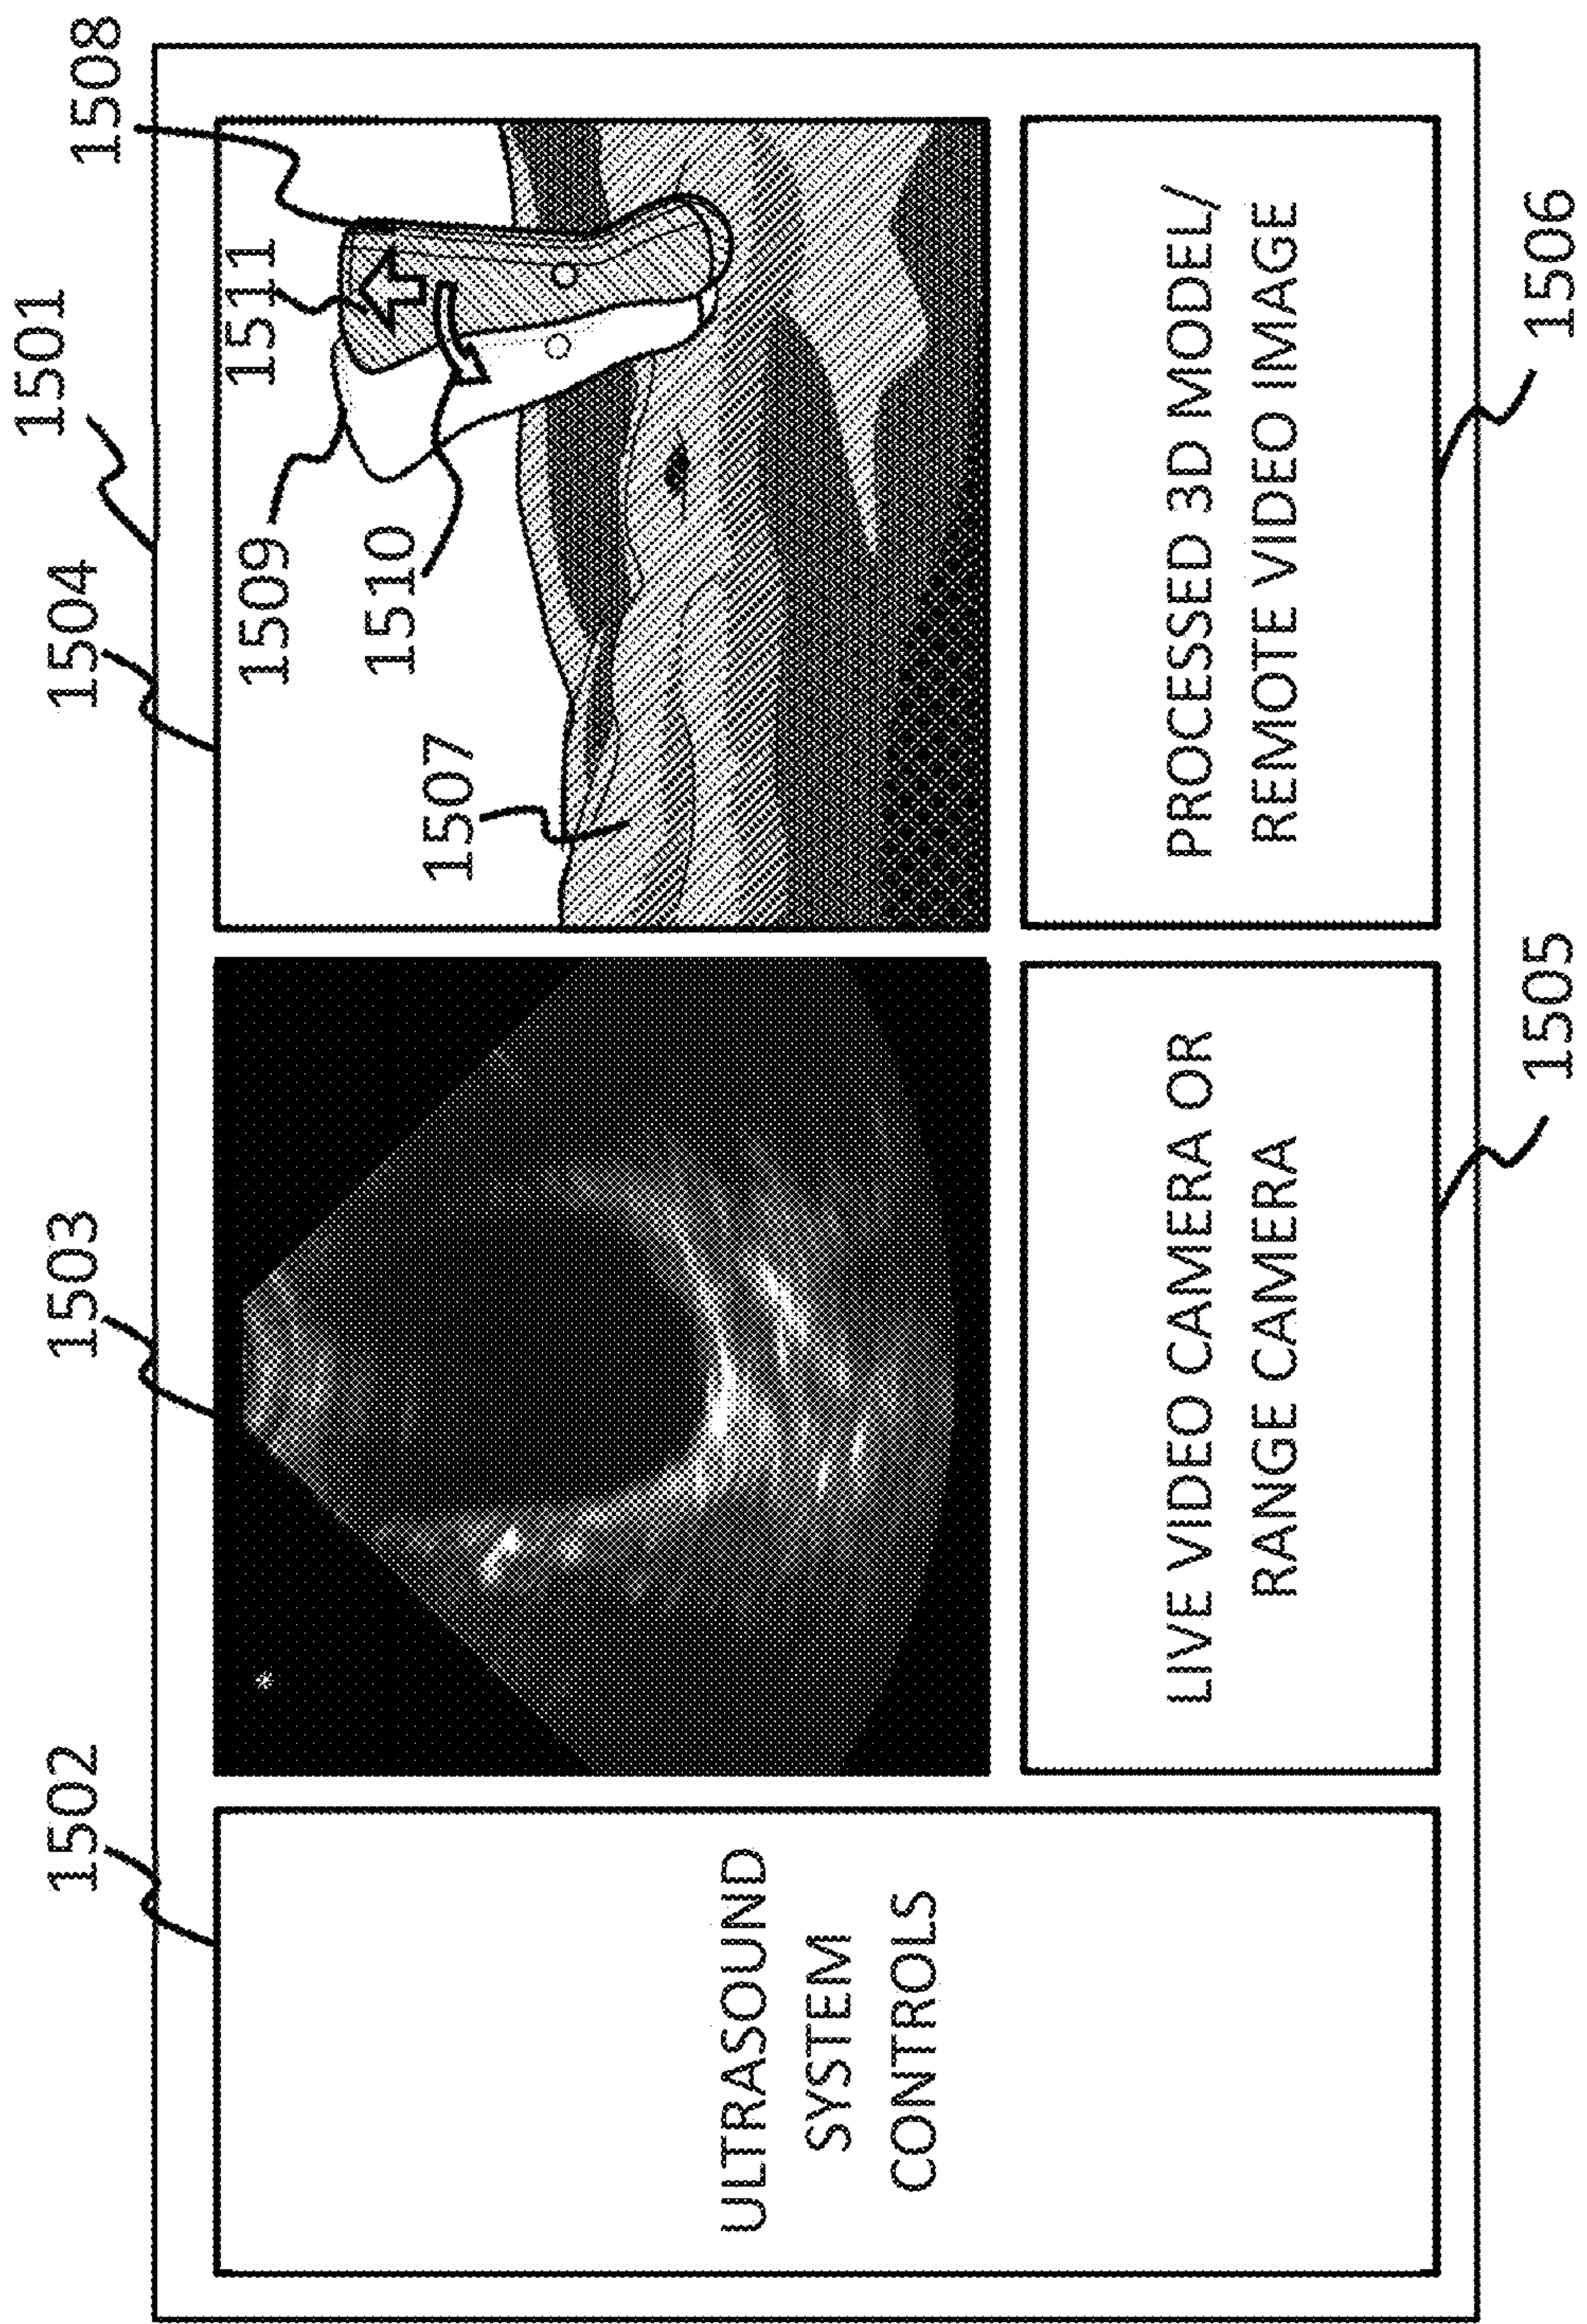 1501
1502
1503
1504
1508
1511
1509
1510
1507
*
ULTRASOUND
SYSTEM
CONTROLS
LIVE VIDEO CAMERA OR
RANGE CAMERA
PROCESSED 3D MODEL/
REMOTE VIDEO IMAGE
1505
1506